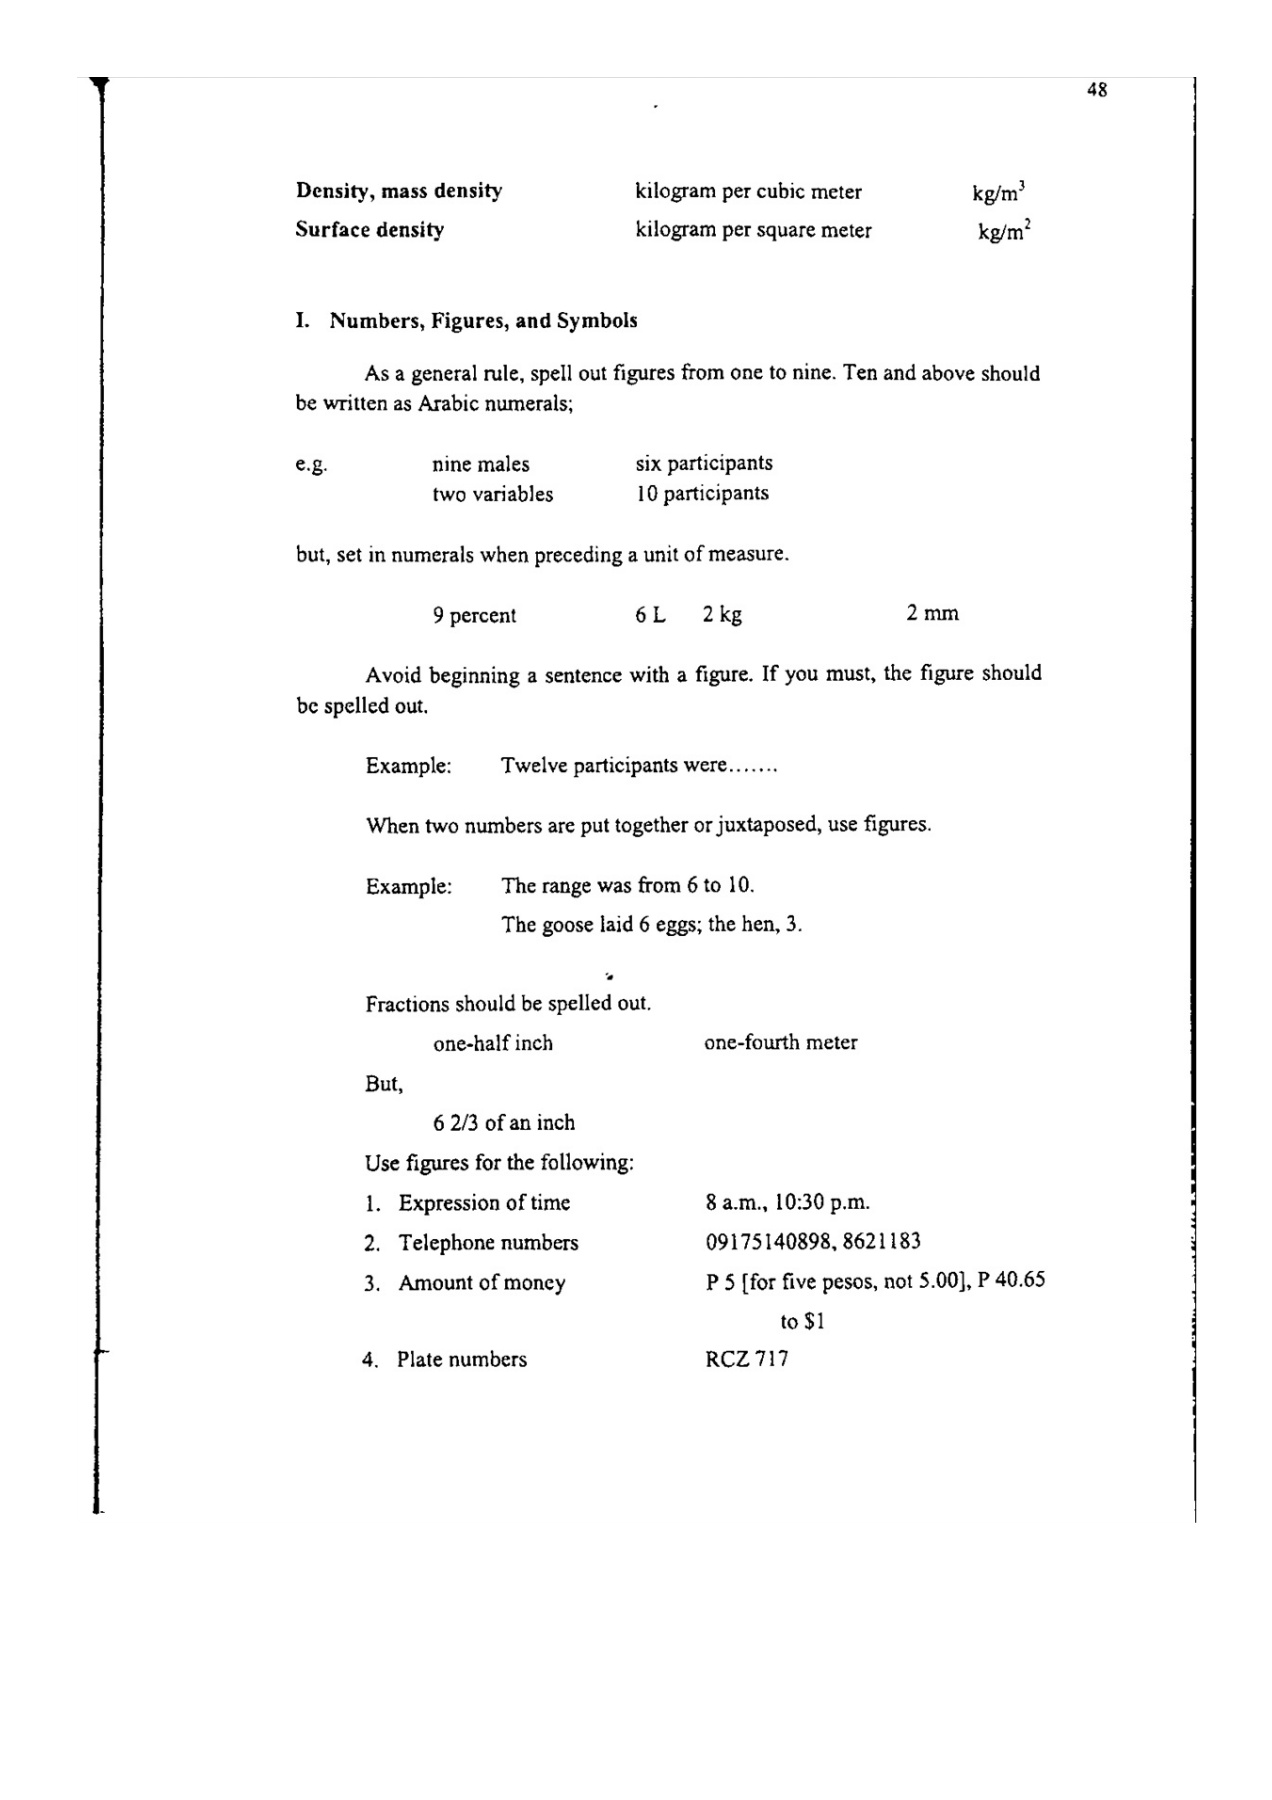 48
Density, mass density kilogram per cubic meter kg/m³
Surface density kilogram per square meter kg/m²
I. Numbers, Figures, and Symbols
As a general rule, spell out figures from one to nine. Ten and above should
be written as Arabic numerals;
e.g. nine males six participants
two variables 10 participants
but, set in numerals when preceding a unit of measure.
9 percent 6 L 2 kg 2 mm
Avoid beginning a sentence with a figure. If you must, the figure should
be spelled out.
Example: Twelve participants were…….
When two numbers are put together or juxtaposed, use figures.
Example: The range was from 6 to 10.
The goose laid 6 eggs; the hen, 3.
Fractions should be spelled out.
one-half inch one-fourth meter
But,
6 2/3 of an inch
Use figures for the following:
1. Expression of time 8 a.m., 10:30 p.m.
2. Telephone numbers 09175140898, 8621183
3. Amount of money P 5 [for five pesos, not 5.00], P 40.65
to $1
4. Plate numbers RCZ 717